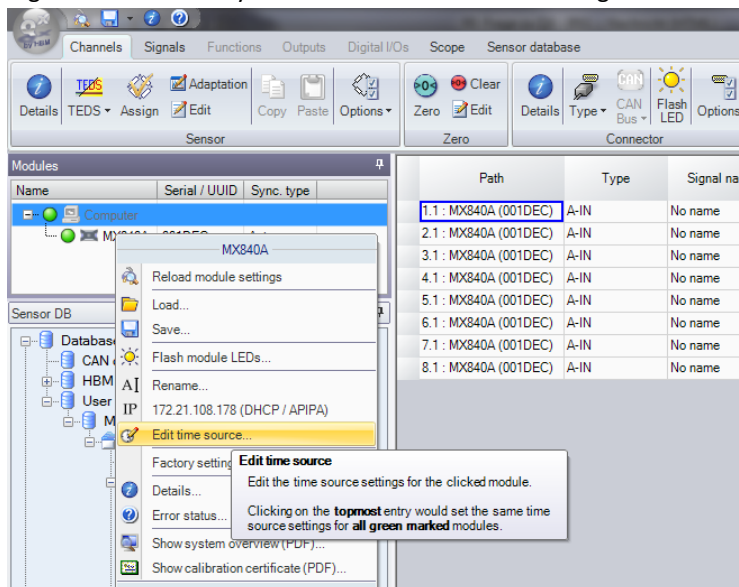 by HBM
Channels Signals Functions Outputs Digital I/Os Scope Sensor database
TEDS Adaptation Clear CAN
Details TEDS Assign Edit Copy Paste Options Zero Edit Details Type CAN Bus Flash LED Options
Sensor Zero Connector
Modules
Name Serial / UUID Sync. type
Computer
Path Type Signal na
1.1 : MX840A (001DEC) A-IN No name
2.1 : MX840A (001DEC) A-IN No name
3.1 : MX840A (001DEC) A-IN No name
4.1 : MX840A (001DEC) A-IN No name
5.1 : MX840A (001DEC) A-IN No name
6.1 : MX840A (001DEC) A-IN No name
7.1 : MX840A (001DEC) A-IN No name
8.1 : MX840A (001DEC) A-IN No name
Sensor DB
Databas
CAN
HBM
User
M
MX840A
Reload module settings
Load...
Save...
Flash module LEDs...
AI Rename...
IP 172.21.108.178 (DHCP / APIPA)
Edit time source...
Factory setting
Details...
Error status...
Show system overview (PDF)...
Show calibration certificate (PDF)...
Edit time source
Edit the time source settings for the clicked module.
Clicking on the topmost entry would set the same time
source settings for all green marked modules.